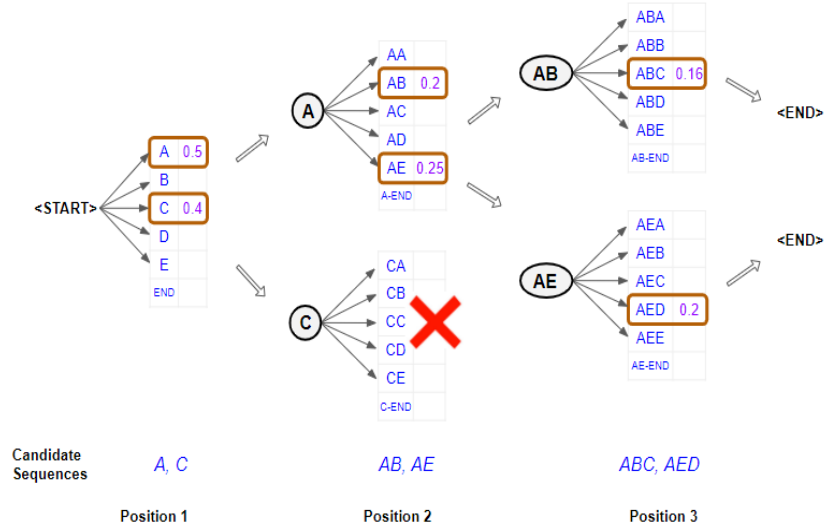 <START>
A 0.5
B
C 0.4
D
E
END
A
AA
AB 0.2
AC
AD
AE 0.25
A-END
C
CA
CB
CC
CD
CE
C-END
AB
ABA
ABB
ABC 0.16
ABD
ABE
AB-END
<END>
AE
AEA
AEB
AEC
AED 0.2
AEE
AE-END
<END>
Candidate
Sequences
A, C
AB, AE
ABC, AED
Position 1
Position 2
Position 3